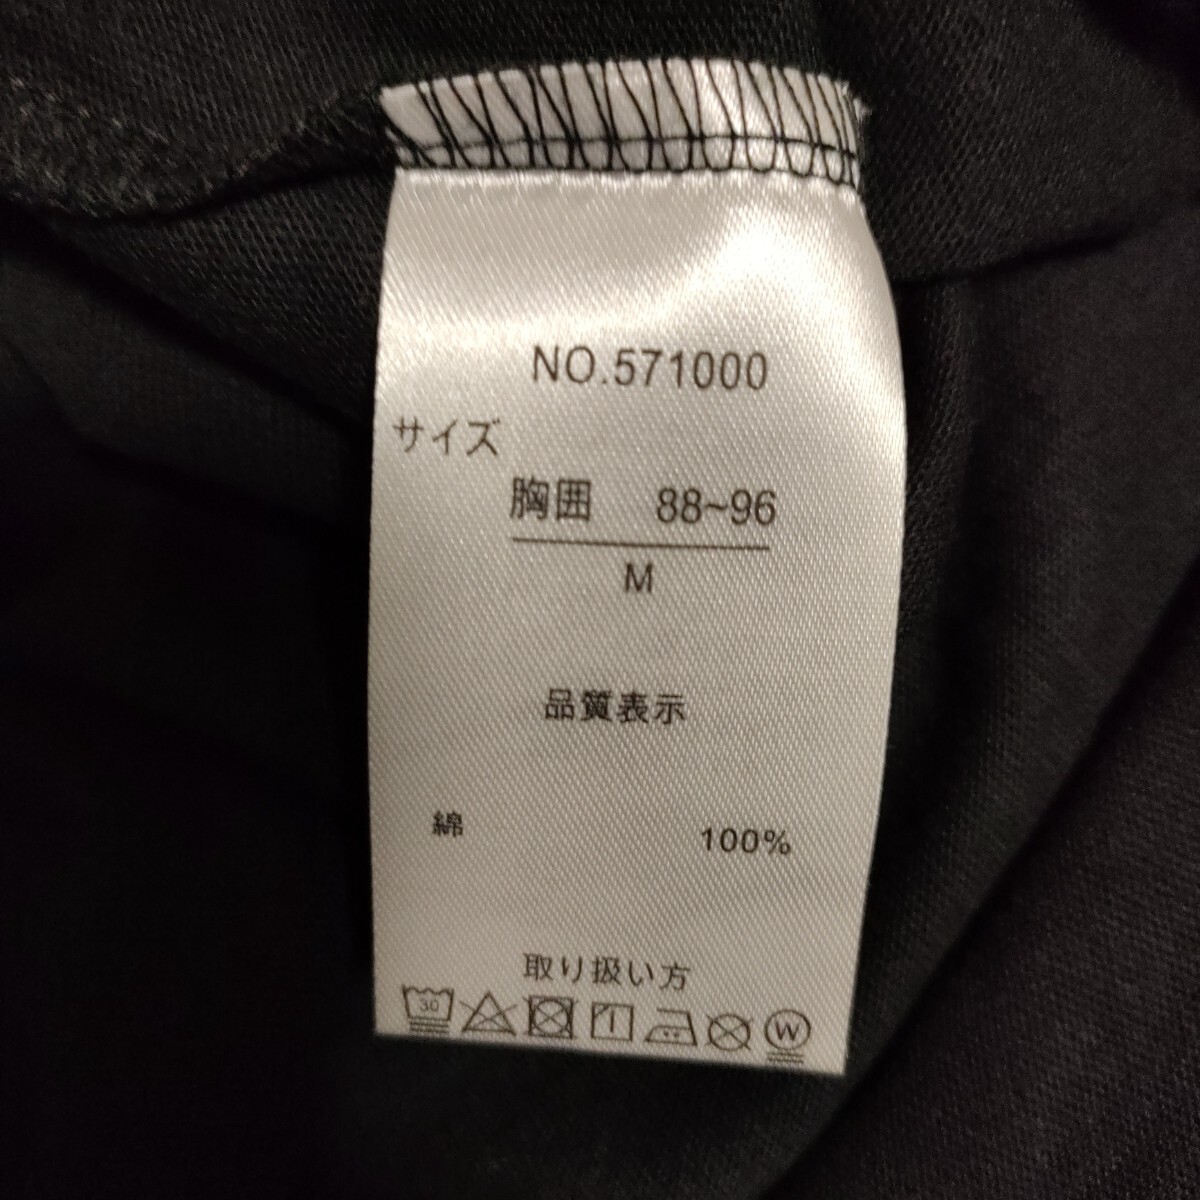 NO.571000
サイズ
胸囲 88~96
M
品質表示
綿 100%
取り扱い方
30 W